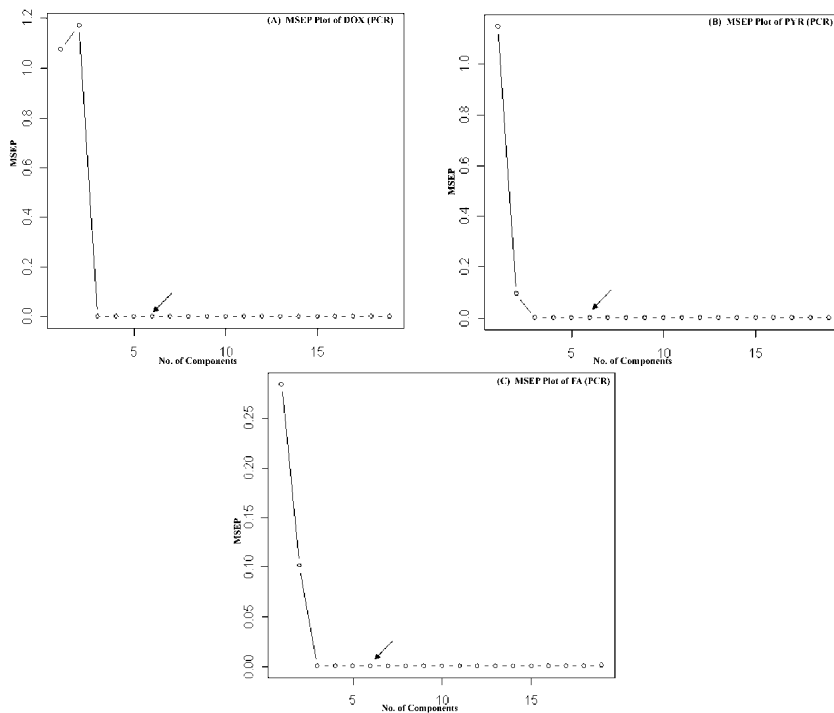 (A) MSEP Plot of DOX (PCR)
MSEP
0.0 0.2 0.4 0.6 0.8 1.0 1.2
5 10 15
No. of Components
(B) MSEP Plot of PYR (PCR)
MSEP
0.0 0.2 0.4 0.6 0.8 1.0
5 10 15
No. of Components
(C) MSEP Plot of FA (PCR)
MSEP
0.00 0.05 0.10 0.15 0.20 0.25
5 10 15
No. of Components